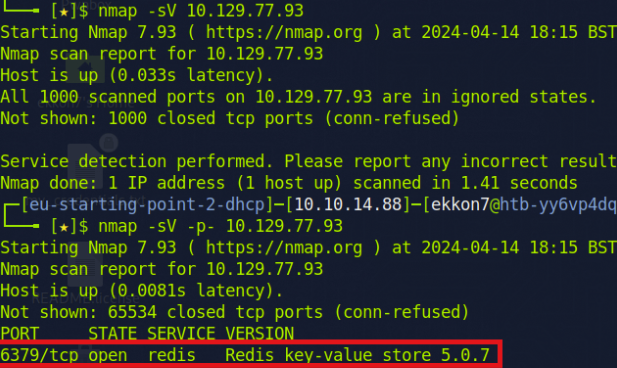 └──╼ [★]$ nmap -sV 10.129.77.93
Starting Nmap 7.93 ( https://nmap.org ) at 2024-04-14 18:15 BST
Nmap scan report for 10.129.77.93
Host is up (0.033s latency).
All 1000 scanned ports on 10.129.77.93 are in ignored states.
Not shown: 1000 closed tcp ports (conn-refused)
Service detection performed. Please report any incorrect result
Nmap done: 1 IP address (1 host up) scanned in 1.41 seconds
┌─[eu-starting-point-2-dhcp]─[10.10.14.88]─[ekkon7@htb-yy6vp4dq
└──╼ [★]$ nmap -sV -p- 10.129.77.93
Starting Nmap 7.93 ( https://nmap.org ) at 2024-04-14 18:15 BST
Nmap scan report for 10.129.77.93
Host is up (0.0081s latency).
Not shown: 65534 closed tcp ports (conn-refused)
PORT STATE SERVICE VERSION
6379/tcp open redis Redis key-value store 5.0.7